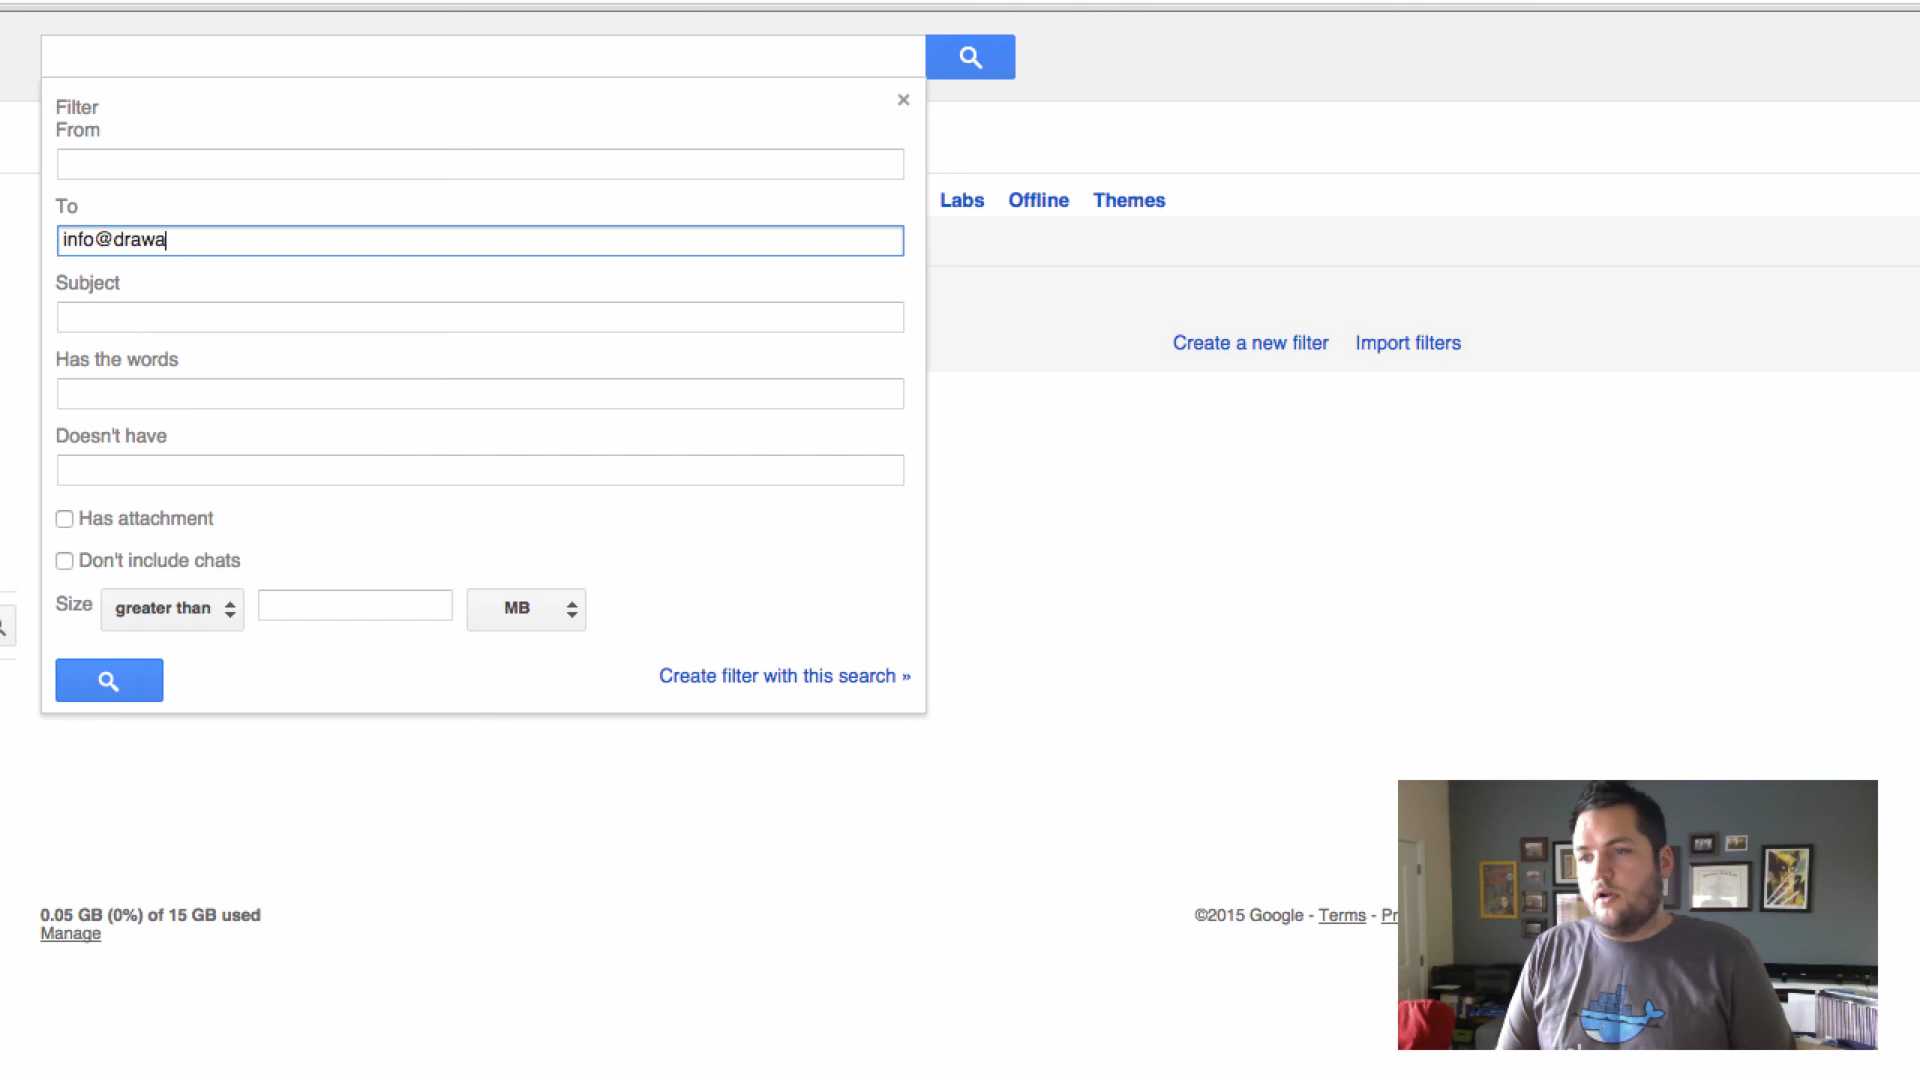 Filter
From
To
info@drawa
Subject
Has the words
Doesn't have
Has attachment
Don't include chats
Size greater than MB
Create filter with this search »
Labs Offline Themes
Create a new filter Import filters
0.05 GB (0%) of 15 GB used
Manage
©2015 Google - Terms - Pr